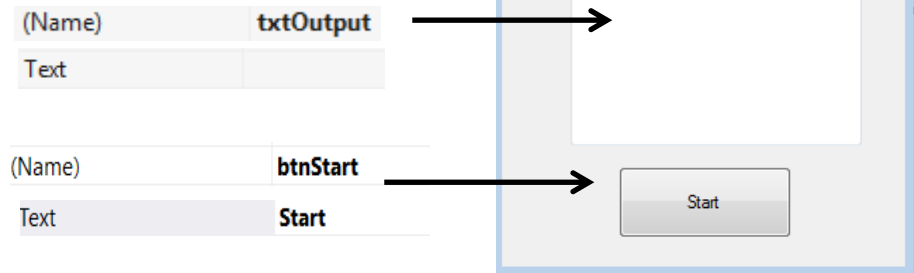 (Name) txtOutput
Text
(Name) btnStart
Text Start
Start